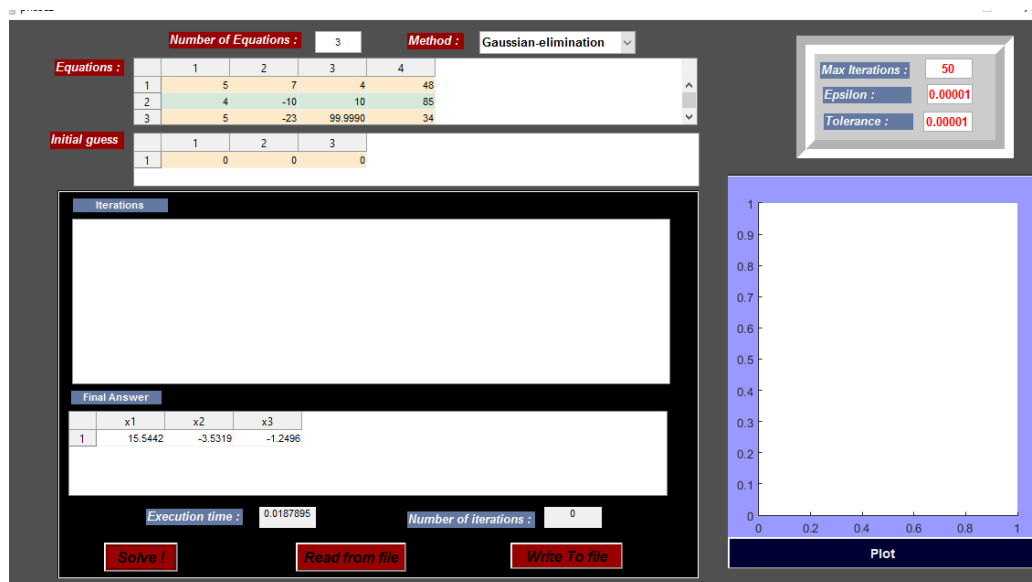 Number of Equations : 3 Method : Gaussian-elimination
Equations : 1 2 3 4
1 5 7 4 48
2 4 -10 10 85
3 5 -23 99.9990 34
Initial guess 1 2 3
1 0 0 0
Max Iterations : 50
Epsilon : 0.00001
Tolerance : 0.00001
Iterations
Final Answer
x1 x2 x3
1 15.5442 -3.5319 -1.2496
Execution time : 0.0187895 Number of iterations : 0
Solve ! Read from file Write To file
1
0.9
0.8
0.7
0.6
0.5
0.4
0.3
0.2
0.1
0
0 0.2 0.4 0.6 0.8 1
Plot